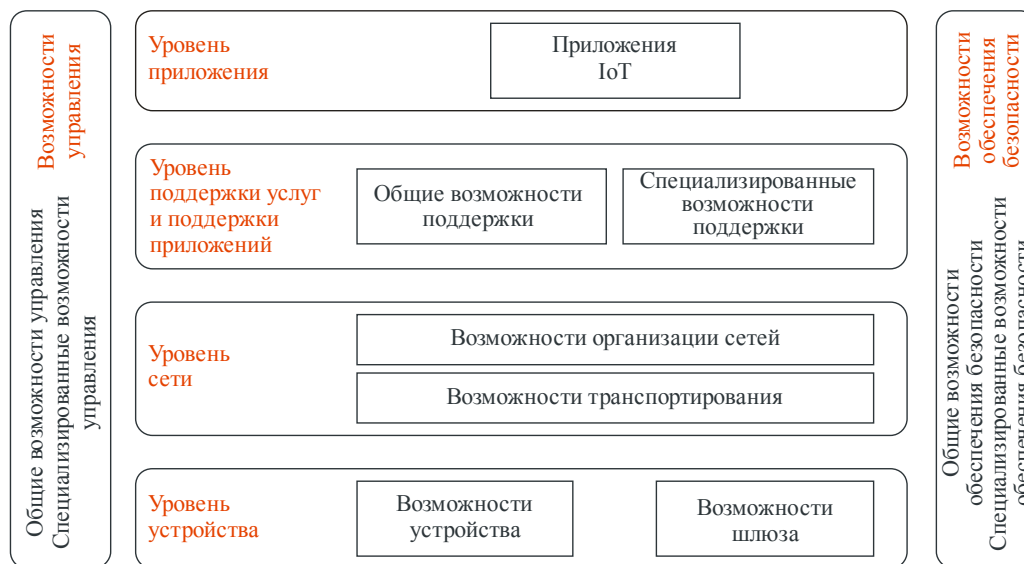 Возможности
управления
Общие возможности управления
Специализированные возможности
управления
Уровень
приложения
Приложения
IoT
Уровень
поддержки услуг
и поддержки
приложений
Общие возможности
поддержки
Специализированные
возможности
поддержки
Уровень
сети
Возможности организации сетей
Возможности транспортирования
Уровень
устройства
Возможности
устройства
Возможности
шлюза
Возможности
обеспечения
безопасности
Общие возможности
обеспечения безопасности
Специализированные возможности
обеспечения безопасности